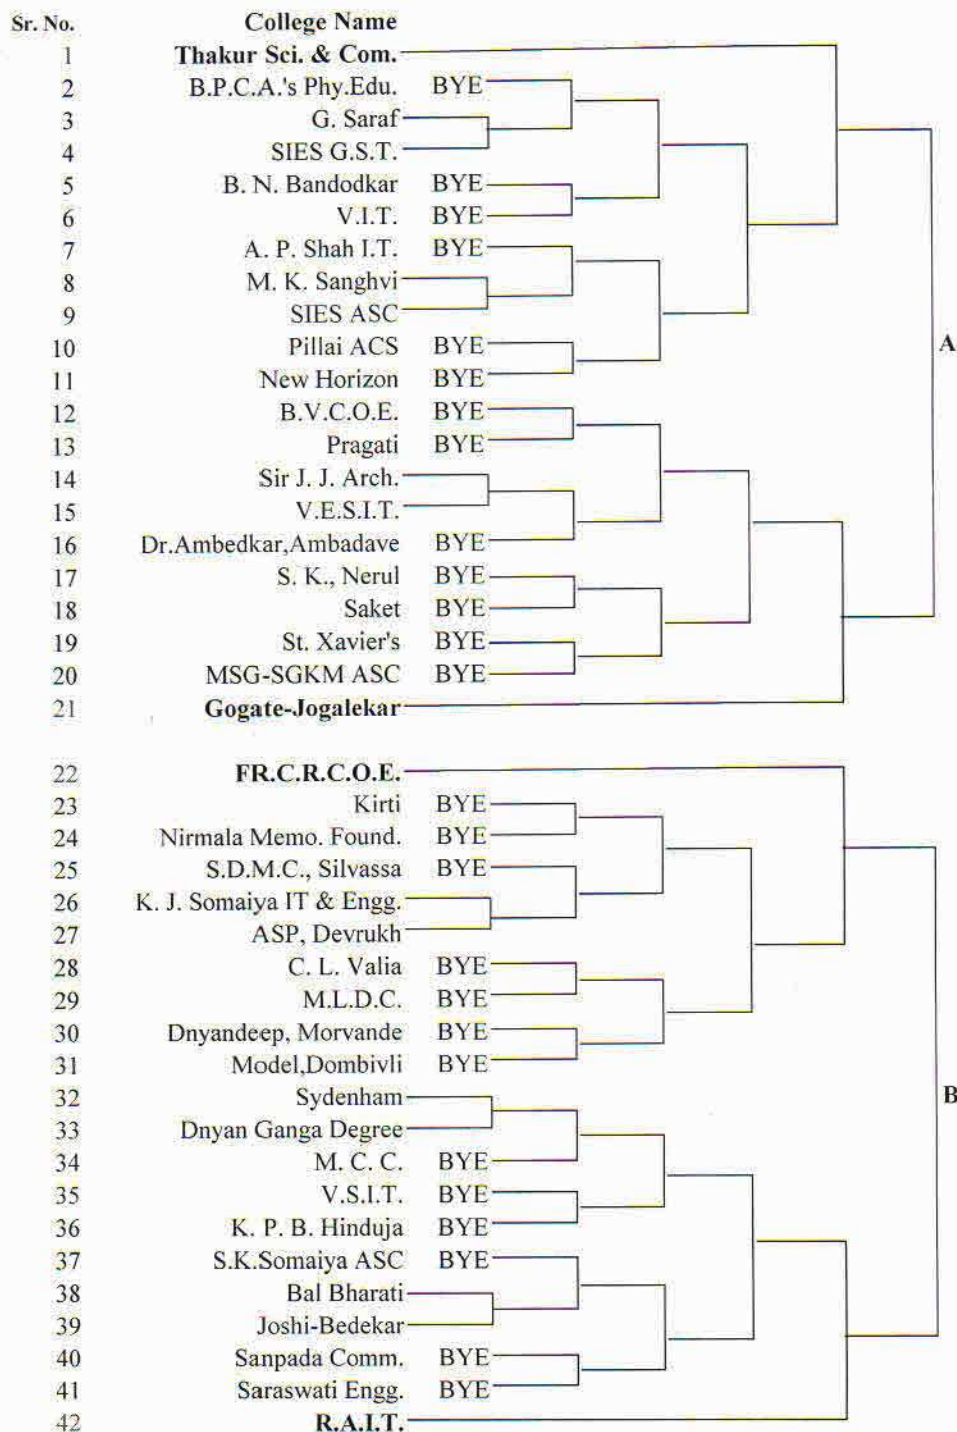 Sr. No. College Name
1 Thakur Sci. & Com.
2 B.P.C.A.'s Phy.Edu. BYE
3 G. Saraf
4 SIES G.S.T.
5 B. N. Bandodkar BYE
6 V.I.T. BYE
7 A. P. Shah I.T. BYE
8 M. K. Sanghvi
9 SIES ASC
10 Pillai ACS BYE
A
11 New Horizon BYE
12 B.V.C.O.E. BYE
13 Pragati BYE
14 Sir J. J. Arch.
15 V.E.S.I.T.
16 Dr.Ambedkar,Ambadave BYE
17 S. K., Nerul BYE
18 Saket BYE
19 St. Xavier's BYE
20 MSG-SGKM ASC BYE
21 Gogate-Jogalekar
22 FR.C.R.C.O.E.
23 Kirti BYE
24 Nirmala Memo. Found. BYE
25 S.D.M.C., Silvassa BYE
26 K. J. Somaiya IT & Engg.
27 ASP, Devrukh
28 C. L. Valia BYE
29 M.L.D.C. BYE
30 Dnyandeep, Morvande BYE
31 Model,Dombivli BYE
32 Sydenham
B
33 Dnyan Ganga Degree
34 M. C. C. BYE
35 V.S.I.T. BYE
36 K. P. B. Hinduja BYE
37 S.K.Somaiya ASC BYE
38 Bal Bharati
39 Joshi-Bedekar
40 Sanpada Comm. BYE
41 Saraswati Engg. BYE
42 R.A.I.T.